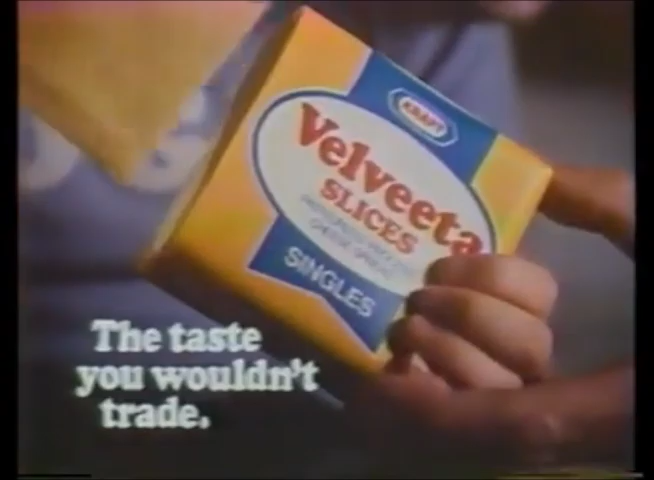 KRAFT
Velveeta
SLICES
SINGLES
The taste
you wouldn't
trade.